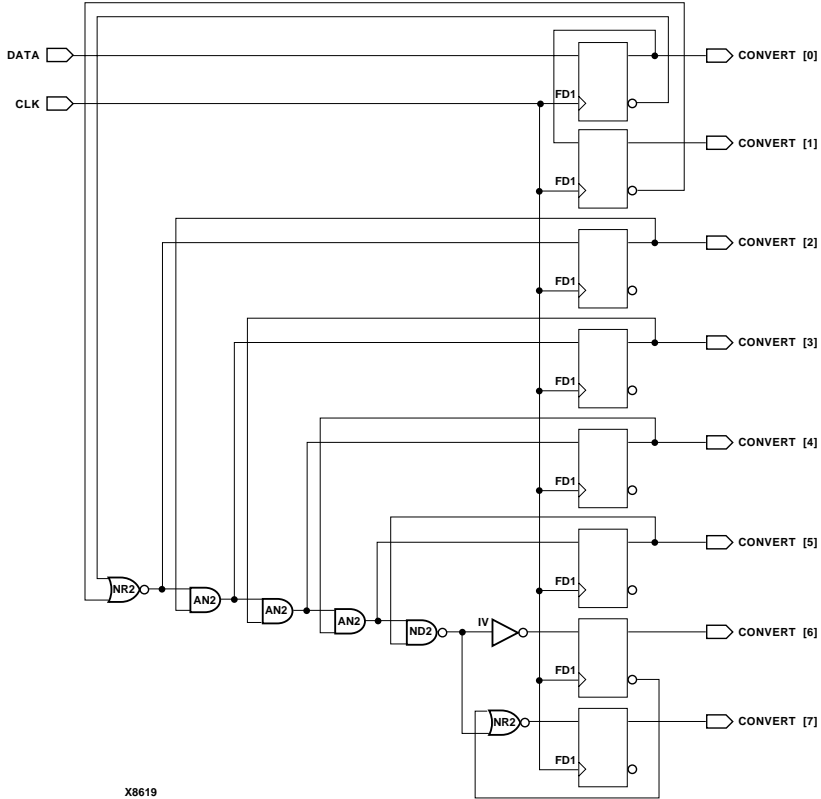 DATA
CONVERT [0]
FD1
CLK
CONVERT [1]
FD1
CONVERT [2]
FD1
CONVERT [3]
FD1
CONVERT [4]
FD1
CONVERT [5]
FD1
NR2
AN2
AN2
AN2
ND2
IV
CONVERT [6]
FD1
NR2
CONVERT [7]
FD1
X8619